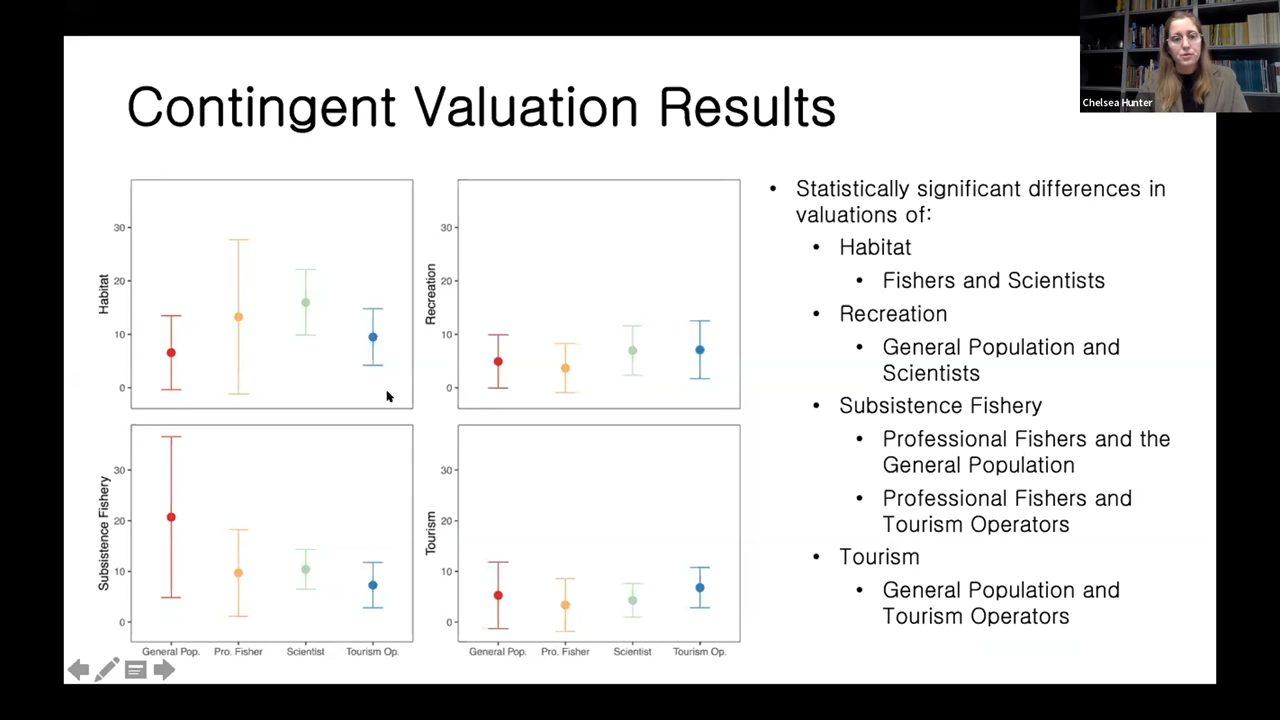 Contingent Valuation Results
Chelsea Hunter
Habitat
30
20
10
0
Recreation
30
20
10
0
Subsistence Fishery
30
20
10
0
General Pop.
Pro. Fisher
Scientist
Tourism Op.
Tourism
30
20
10
0
General Pop.
Pro. Fisher
Scientist
Tourism Op.
• Statistically significant differences in
valuations of:
• Habitat
• Fishers and Scientists
• Recreation
• General Population and
Scientists
• Subsistence Fishery
• Professional Fishers and the
General Population
• Professional Fishers and
Tourism Operators
• Tourism
• General Population and
Tourism Operators